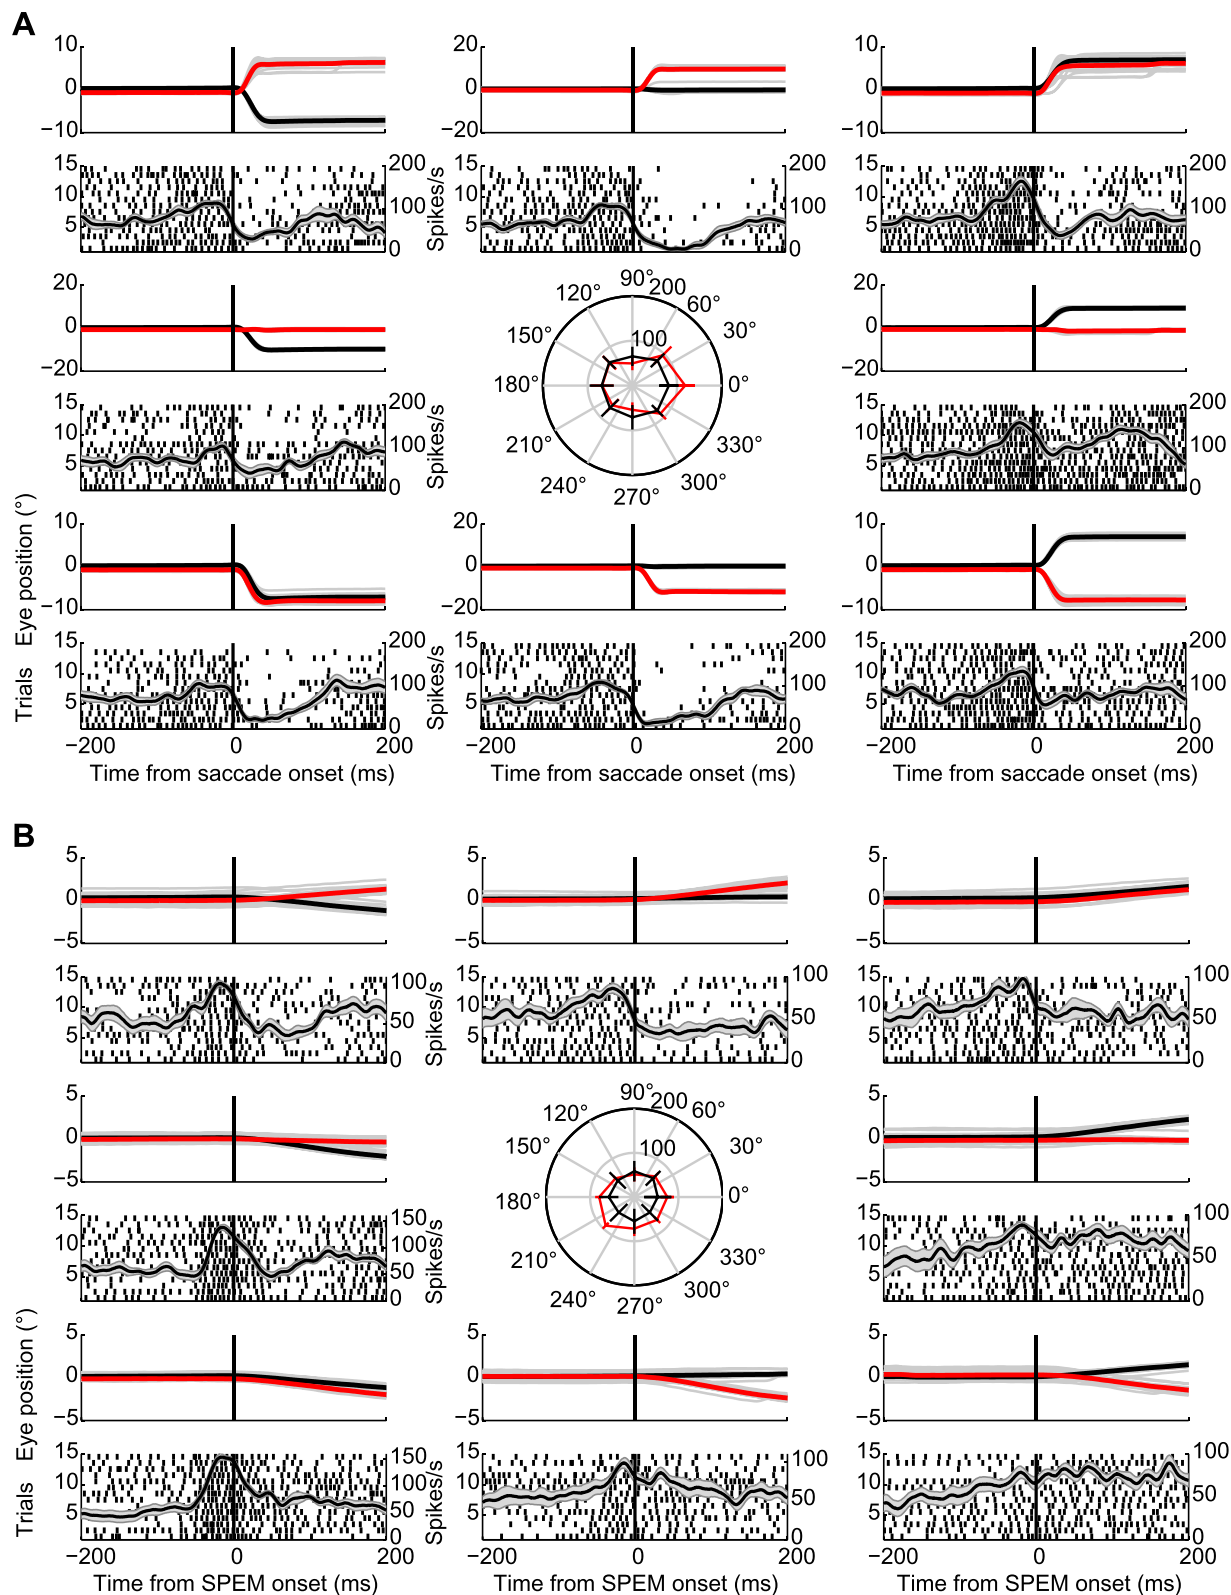 A
10 20 10
0 0 0
−10 −20 −10
15 200 15 200 15 200
10 10 10
5 100 5 100 5 100
0 Spikes/s 0 0
20 90° 200 20
120° 60°
0 150° 100 30° 0
−20 180° 0° −20
15 200 15 200
10 210° 330° 10
5 100 240° 300° 5 100
0 Spikes/s 270° 0
10 20 10
0 0 0
−10 −20 −10
Eye position (°)
15 200 15 200 15 200
10 10 10
5 100 5 100 5 100
0 Spikes/s 0 0
Trials
−200 0 200 −200 0 200 −200 0 200
Time from saccade onset (ms) Time from saccade onset (ms) Time from saccade onset (ms)
B
5 5 5
0 0 0
−5 −5 −5
15 100 15 100 15 100
10 10 10
5 50 5 50 5 50
0 Spikes/s 0 0
5 90° 200 5
120° 60°
0 150° 100 30° 0
−5 180° 0° −5
15 150 15 100
10 100 210° 330° 10
5 50 240° 300° 5 50
0 Spikes/s 270° 0
5 5 5
0 0 0
−5 −5 −5
Eye position (°)
15 150 15 100 15 100
10 100 10 10
5 50 5 50 5 50
0 Spikes/s 0 0
Trials
−200 0 200 −200 0 200 −200 0 200
Time from SPEM onset (ms) Time from SPEM onset (ms) Time from SPEM onset (ms)